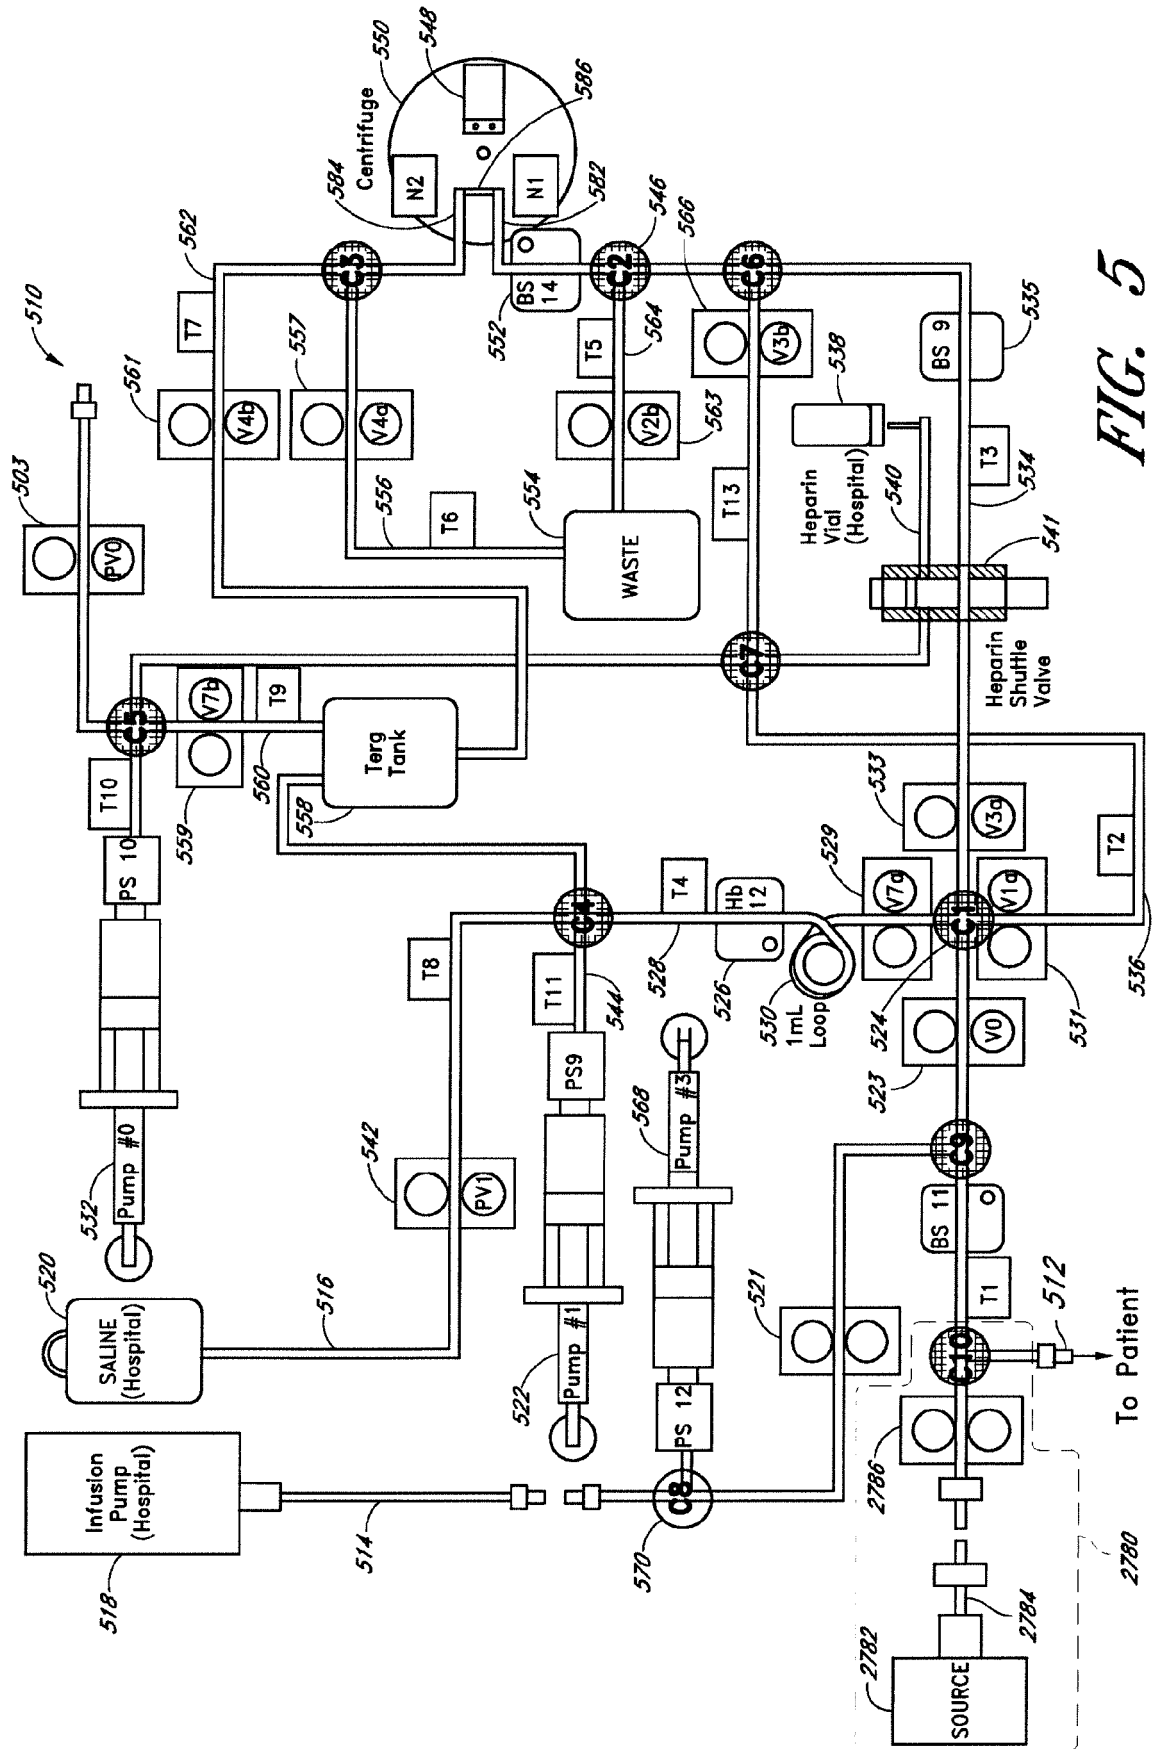 510
503
PV0
561
V4b
T7
562
557
V4a
C3
584
Centrifuge
550
548
586
N2
N1
582
BS
14
552
546
C2
T5
564
V2b
563
566
V3b
C6
T13
538
Heparin
Vial
(Hospital)
540
BS 9
535
T3
534
541
Heparin
Shuttle
Valve
556
T6
554
WASTE
C7
C5
V7b
T9
560
559
T10
PS 10
Terg
Tank
558
Pump #0
532
520
SALINE
(Hospital)
516
542
PV1
T8
C4
T4
528
Hb
12
526
530
1mL
Loop
529
V7a
533
V3a
C1
V1a
524
531
T2
536
523
V0
T11
544
PS9
Pump #1
522
Pump #3
568
PS 12
C8
570
521
C9
BS 11
T1
C10
512
To Patient
Infusion
Pump
(Hospital)
518
514
2786
2780
2784
2782
SOURCE
FIG. 5